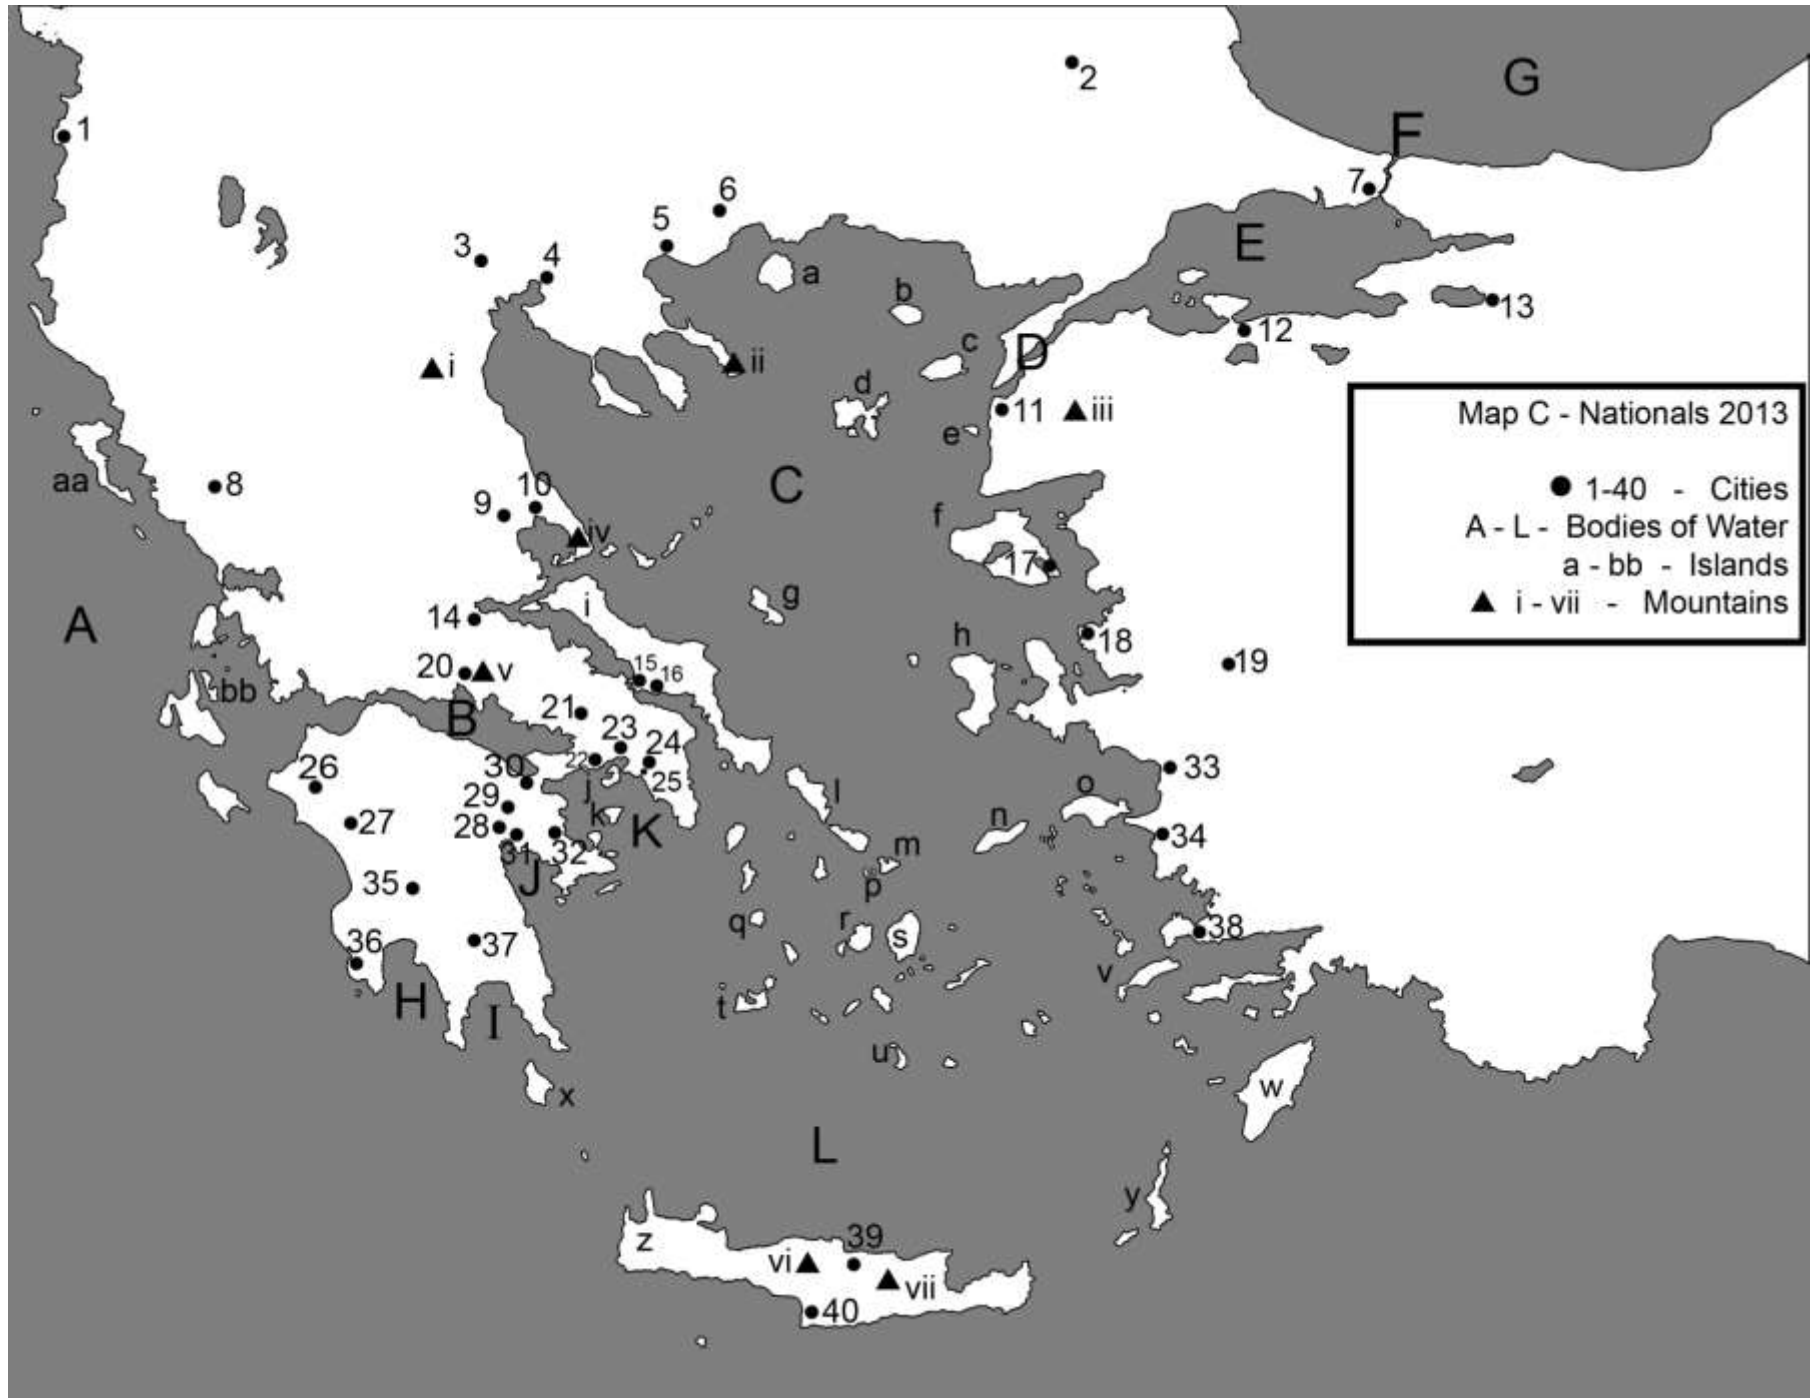 G
2
F
1
7
6
5
E
3
4
a
b
13
12
c
D
i
ii
d
11
iii
e
Map C - Nationals 2013
1-40 - Cities
A - L - Bodies of Water
a - bb - Islands
i - vii - Mountains
aa
8
C
9
10
f
iv
17
A
14
i
g
18
h
19
15
16
20
v
bb
B
21
23
24
22
25
33
26
30
j
l
o
29
k
27
28
K
n
34
31
32
m
J
p
35
q
r
s
38
36
37
v
H
I
t
u
x
w
L
y
z
39
vi
vii
40